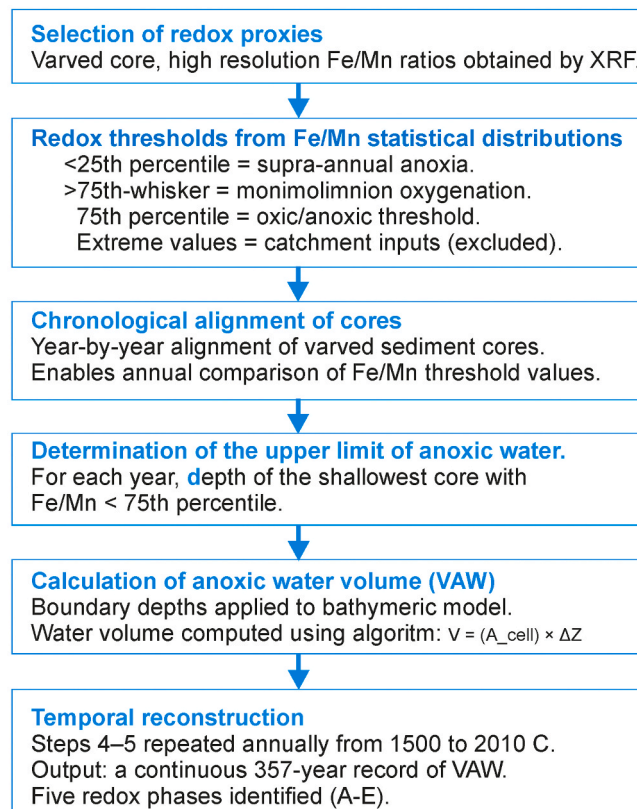 Selection of redox proxies
Varved core, high resolution Fe/Mn ratios obtained by XRF.
Redox thresholds from Fe/Mn statistical distributions
<25th percentile = supra-annual anoxia.
>75th-whisker = monimolimnion oxygenation.
75th percentile = oxic/anoxic threshold.
Extreme values = catchment inputs (excluded).
Chronological alignment of cores
Year-by-year alignment of varved sediment cores.
Enables annual comparison of Fe/Mn threshold values.
Determination of the upper limit of anoxic water.
For each year, depth of the shallowest core with
Fe/Mn < 75th percentile.
Calculation of anoxic water volume (VAW)
Boundary depths applied to bathymeric model.
Water volume computed using algoritm: V = (A_cell) × ΔZ
Temporal reconstruction
Steps 4–5 repeated annually from 1500 to 2010 C.
Output: a continuous 357-year record of VAW.
Five redox phases identified (A-E).